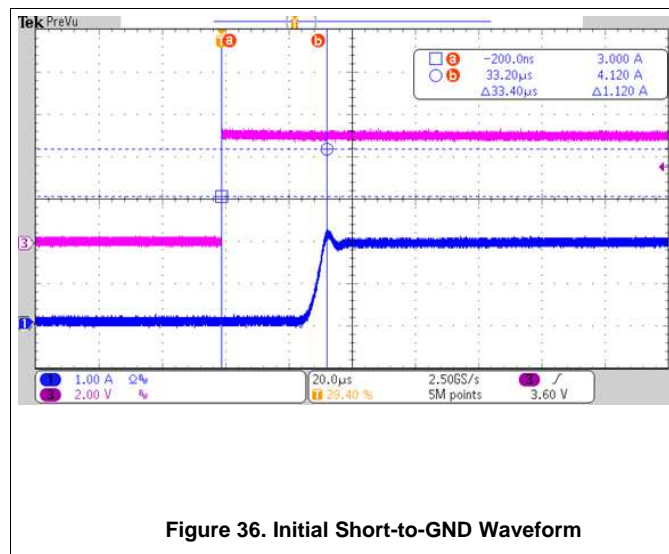 Tek PreVu
T a b
a -200.0ns 3.000 A
b 33.20µs 4.120 A
Δ33.40µs Δ1.120 A
3
1
1 1.00 A Ω
3 2.00 V
20.0µs 2.50GS/s 3
T 29.40 % 5M points 3.60 V
Figure 36. Initial Short-to-GND Waveform